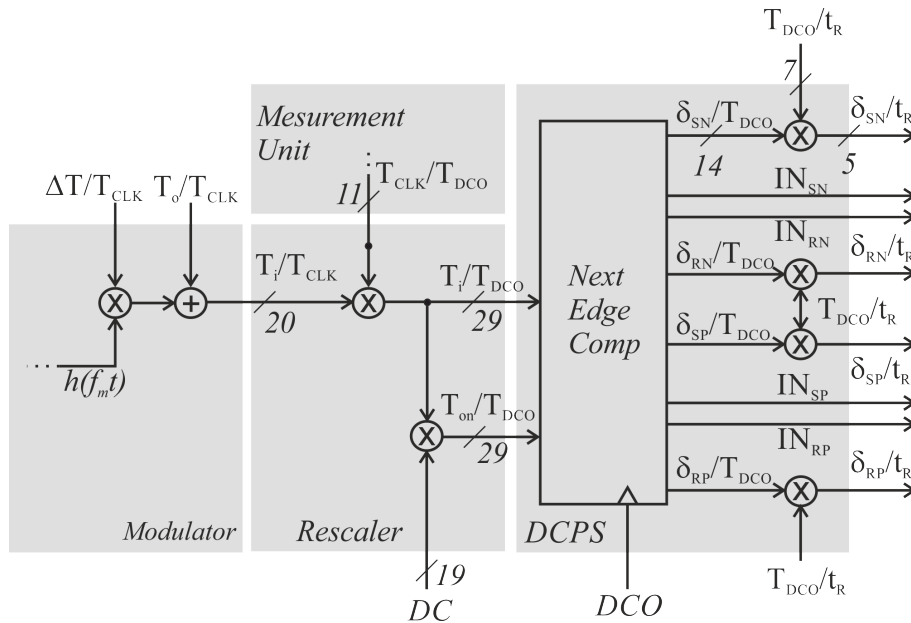 T_DCO/t_R
7
Mesurement
Unit
δ_SN/T_DCO
δ_SN/t_R
14
5
ΔT/T_CLK
T_o/T_CLK
11
T_CLK/T_DCO
IN_SN
IN_RN
T_i/T_CLK
T_i/T_DCO
Next
Edge
Comp
δ_RN/T_DCO
δ_RN/t_R
X
+
20
X
29
T_DCO/t_R
δ_SP/T_DCO
h(f_m t)
δ_SP/t_R
IN_SP
T_on/T_DCO
X
29
IN_RP
δ_RP/T_DCO
δ_RP/t_R
X
X
X
X
Modulator
Rescaler
DCPS
19
T_DCO/t_R
DC
DCO